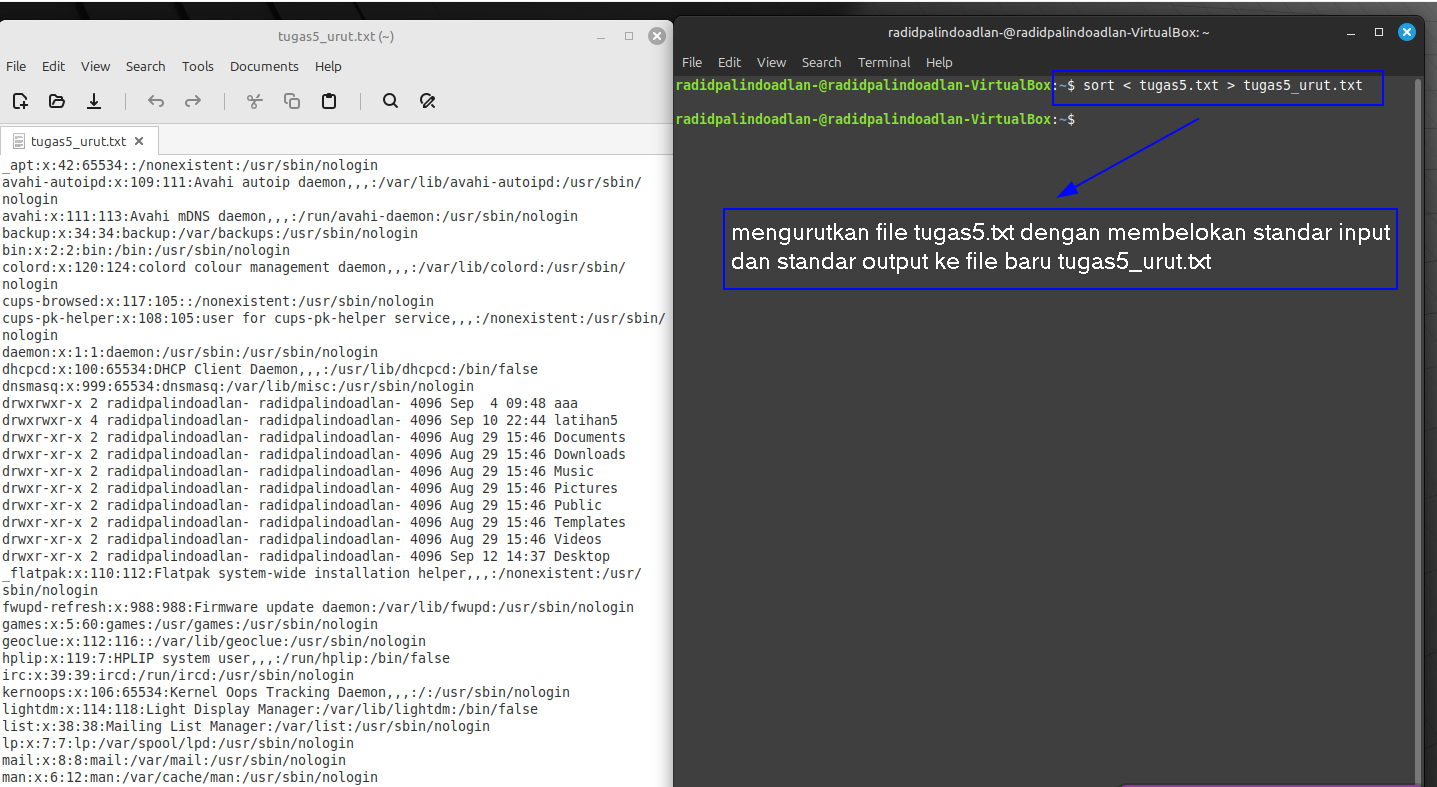 tugas5_urut.txt (~)
File Edit View Search Tools Documents Help
tugas5_urut.txt
_apt:x:42:65534::/nonexistent:/usr/sbin/nologin
avahi-autoipd:x:109:111:Avahi autoip daemon,,,:/var/lib/avahi-autoipd:/usr/sbin/
nologin
avahi:x:111:113:Avahi mDNS daemon,,,:/run/avahi-daemon:/usr/sbin/nologin
backup:x:34:34:backup:/var/backups:/usr/sbin/nologin
bin:x:2:2:bin:/bin:/usr/sbin/nologin
colord:x:120:124:colord colour management daemon,,,:/var/lib/colord:/usr/sbin/
nologin
cups-browsed:x:117:105::/nonexistent:/usr/sbin/nologin
cups-pk-helper:x:108:105:user for cups-pk-helper service,,,:/nonexistent:/usr/sbin/
nologin
daemon:x:1:1:daemon:/usr/sbin:/usr/sbin/nologin
dhcpcd:x:100:65534:DHCP Client Daemon,,,:/usr/lib/dhcpcd:/bin/false
dnsmasq:x:999:65534:dnsmasq:/var/lib/misc:/usr/sbin/nologin
drwxrwxr-x 2 radidpalindoadlan- radidpalindoadlan- 4096 Sep  4 09:48 aaa
drwxrwxr-x 4 radidpalindoadlan- radidpalindoadlan- 4096 Sep 10 22:44 latihan5
drwxr-xr-x 2 radidpalindoadlan- radidpalindoadlan- 4096 Aug 29 15:46 Documents
drwxr-xr-x 2 radidpalindoadlan- radidpalindoadlan- 4096 Aug 29 15:46 Downloads
drwxr-xr-x 2 radidpalindoadlan- radidpalindoadlan- 4096 Aug 29 15:46 Music
drwxr-xr-x 2 radidpalindoadlan- radidpalindoadlan- 4096 Aug 29 15:46 Pictures
drwxr-xr-x 2 radidpalindoadlan- radidpalindoadlan- 4096 Aug 29 15:46 Public
drwxr-xr-x 2 radidpalindoadlan- radidpalindoadlan- 4096 Aug 29 15:46 Templates
drwxr-xr-x 2 radidpalindoadlan- radidpalindoadlan- 4096 Aug 29 15:46 Videos
drwxr-xr-x 2 radidpalindoadlan- radidpalindoadlan- 4096 Sep 12 14:37 Desktop
_flatpak:x:110:112:Flatpak system-wide installation helper,,,:/nonexistent:/usr/
sbin/nologin
fwupd-refresh:x:988:988:Firmware update daemon:/var/lib/fwupd:/usr/sbin/nologin
games:x:5:60:games:/usr/games:/usr/sbin/nologin
geoclue:x:112:116::/var/lib/geoclue:/usr/sbin/nologin
hplip:x:119:7:HPLIP system user,,,:/run/hplip:/bin/false
irc:x:39:39:ircd:/run/ircd:/usr/sbin/nologin
kernoops:x:106:65534:Kernel Oops Tracking Daemon,,,:/:/usr/sbin/nologin
lightdm:x:114:118:Light Display Manager:/var/lib/lightdm:/bin/false
list:x:38:38:Mailing List Manager:/var/list:/usr/sbin/nologin
lp:x:7:7:lp:/var/spool/lpd:/usr/sbin/nologin
mail:x:8:8:mail:/var/mail:/usr/sbin/nologin
man:x:6:12:man:/var/cache/man:/usr/sbin/nologin
radidpalindoadlan-@radidpalindoadlan-VirtualBox: ~
File Edit View Search Terminal Help
radidpalindoadlan-@radidpalindoadlan-VirtualBox:~$ sort < tugas5.txt > tugas5_urut.txt
radidpalindoadlan-@radidpalindoadlan-VirtualBox:~$
mengurutkan file tugas5.txt dengan membelokan standar input
dan standar output ke file baru tugas5_urut.txt